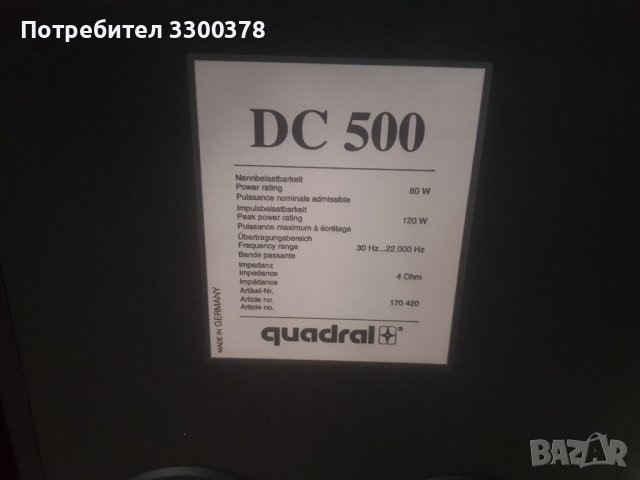 Потребител 3300378
DC 500
Nennbelastbarkeit
Power rating 80 W
Puissance nominale admissible
Impulsbelastbarkeit
Peak power rating 120 W
Puissance maximum à écrêtage
Übertragungsbereich
Frequency range 30 Hz...22.000 Hz
Bande passante
Impedanz
Impedance 4 Ohm
Impédance
Artikel-Nr.
Article no. 170 420
Article no.
MADE IN GERMANY
quadral
BAZAR